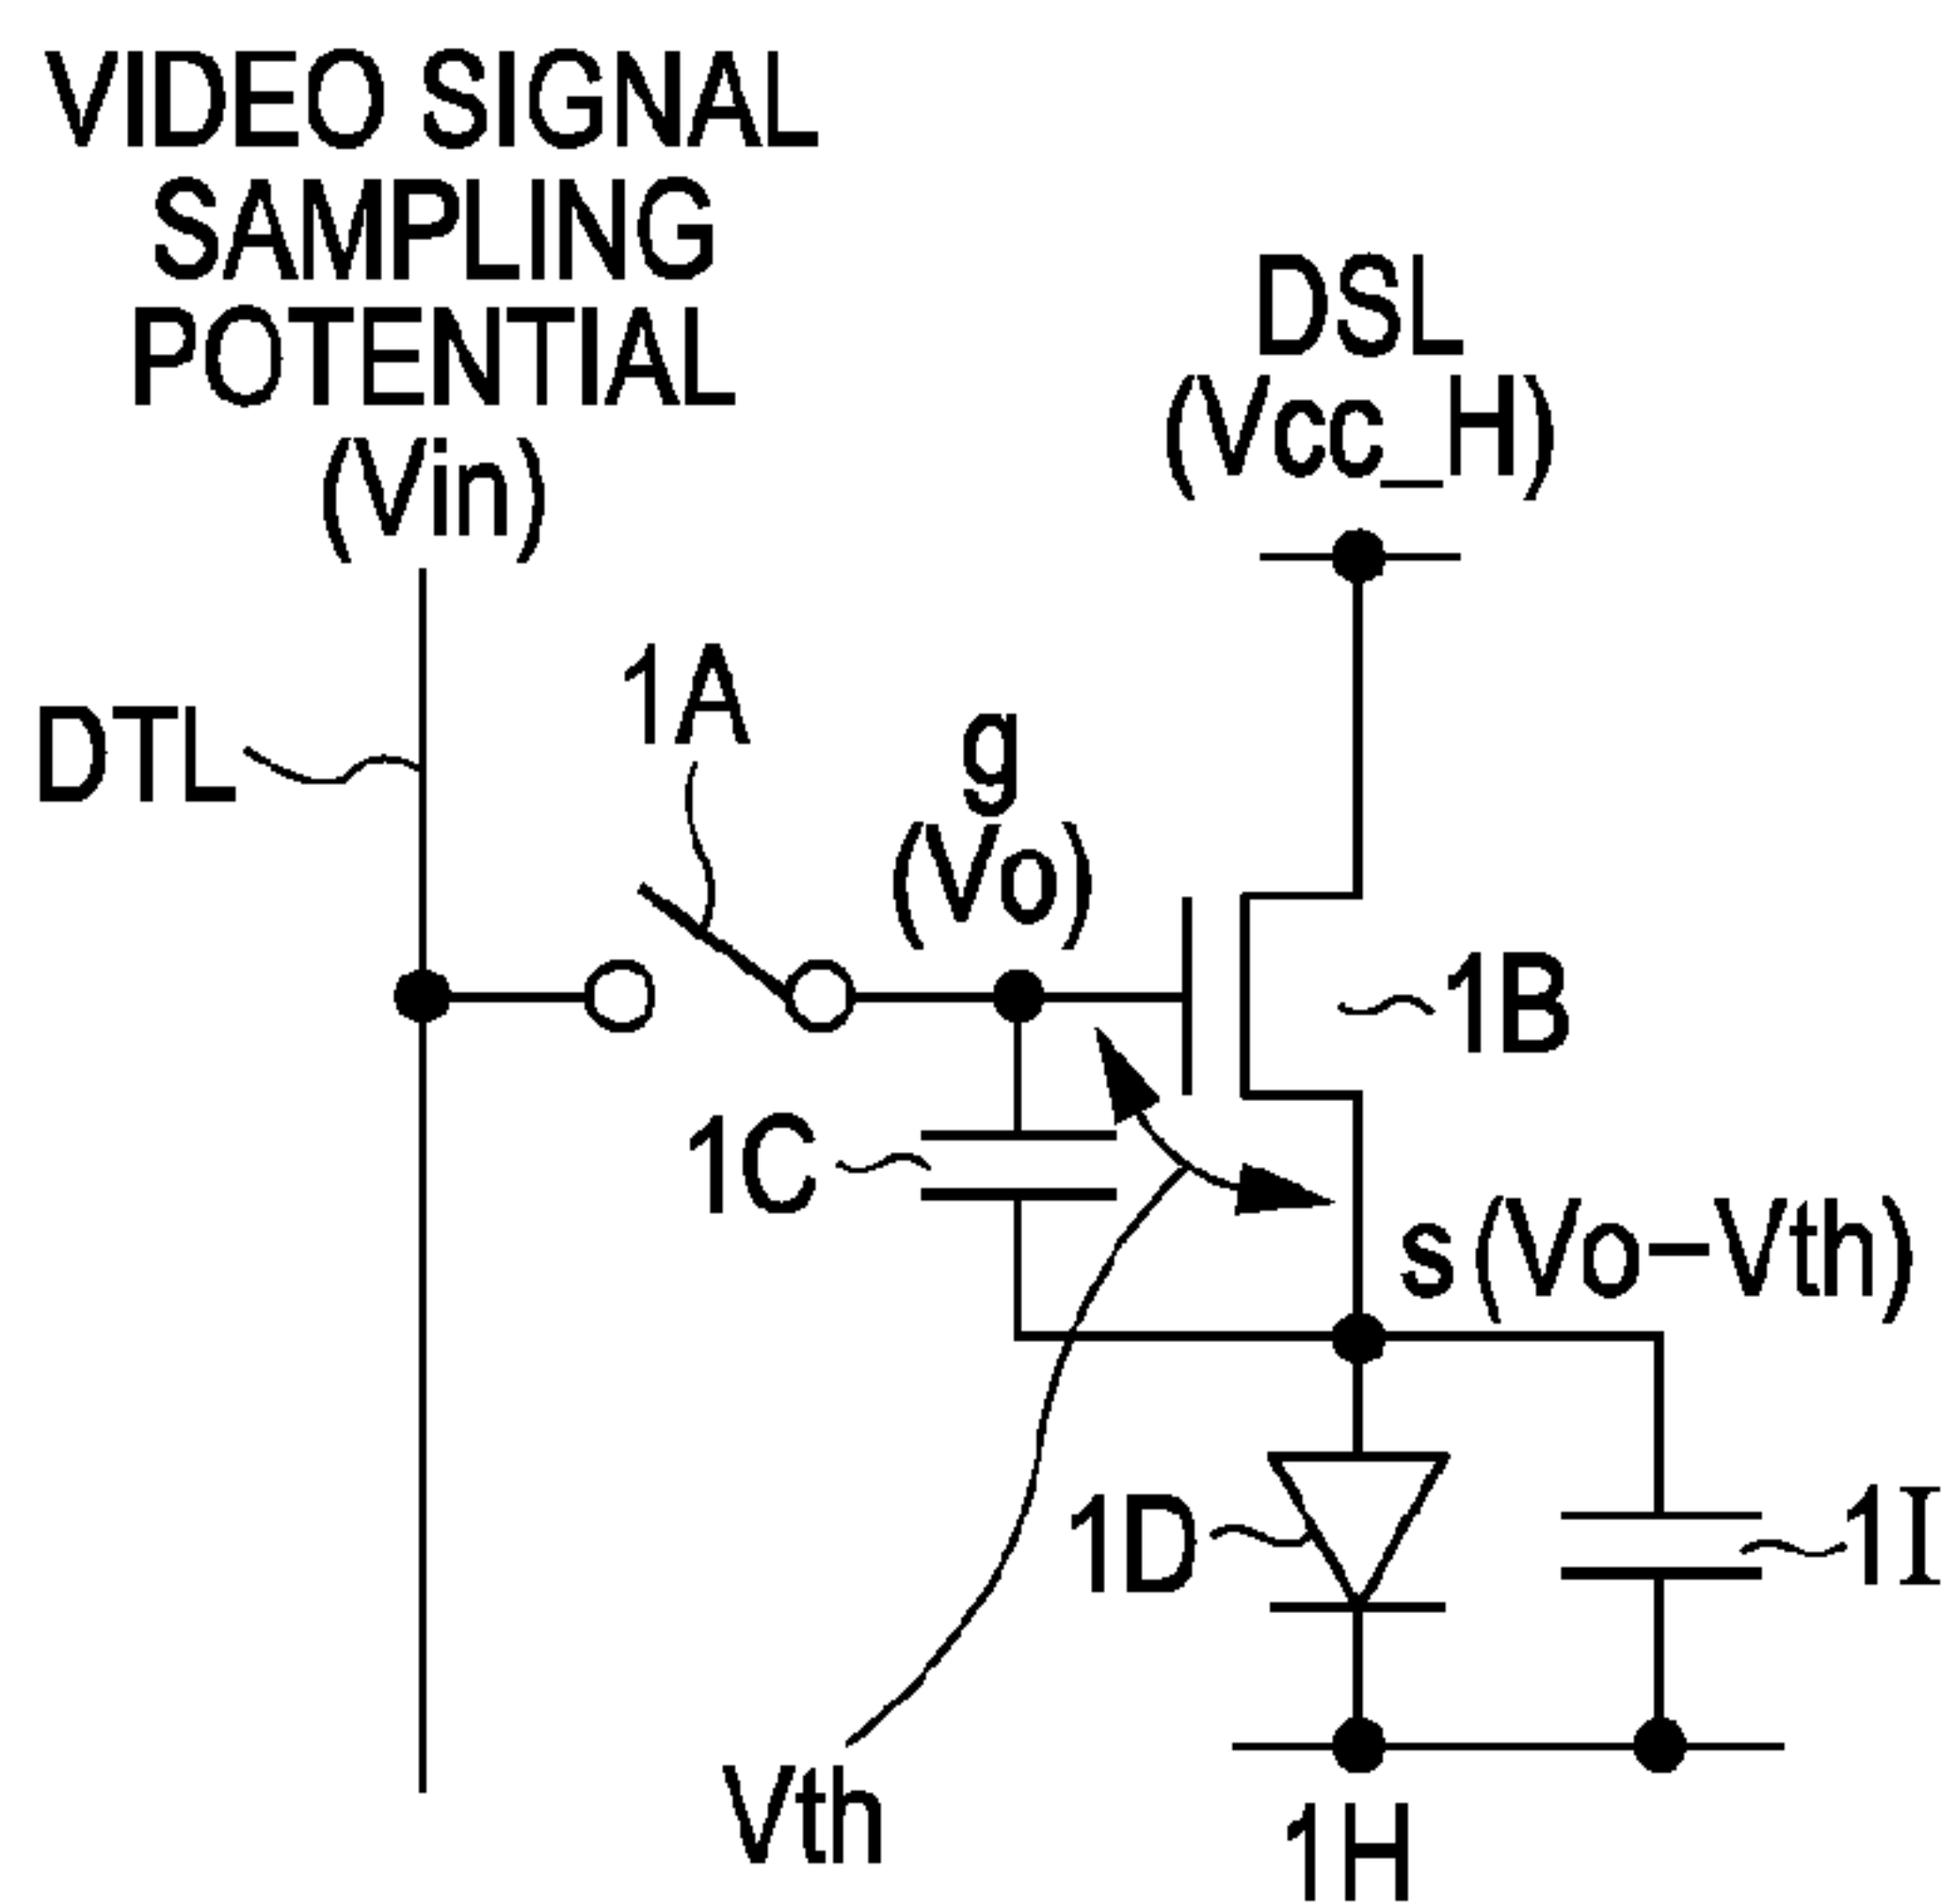 VIDEO SIGNAL
SAMPLING
POTENTIAL
(Vin)
DSL
(Vcc_H)
DTL
1A
g
(Vo)
1B
1C
s(Vo−Vth)
1D
1I
Vth
1H